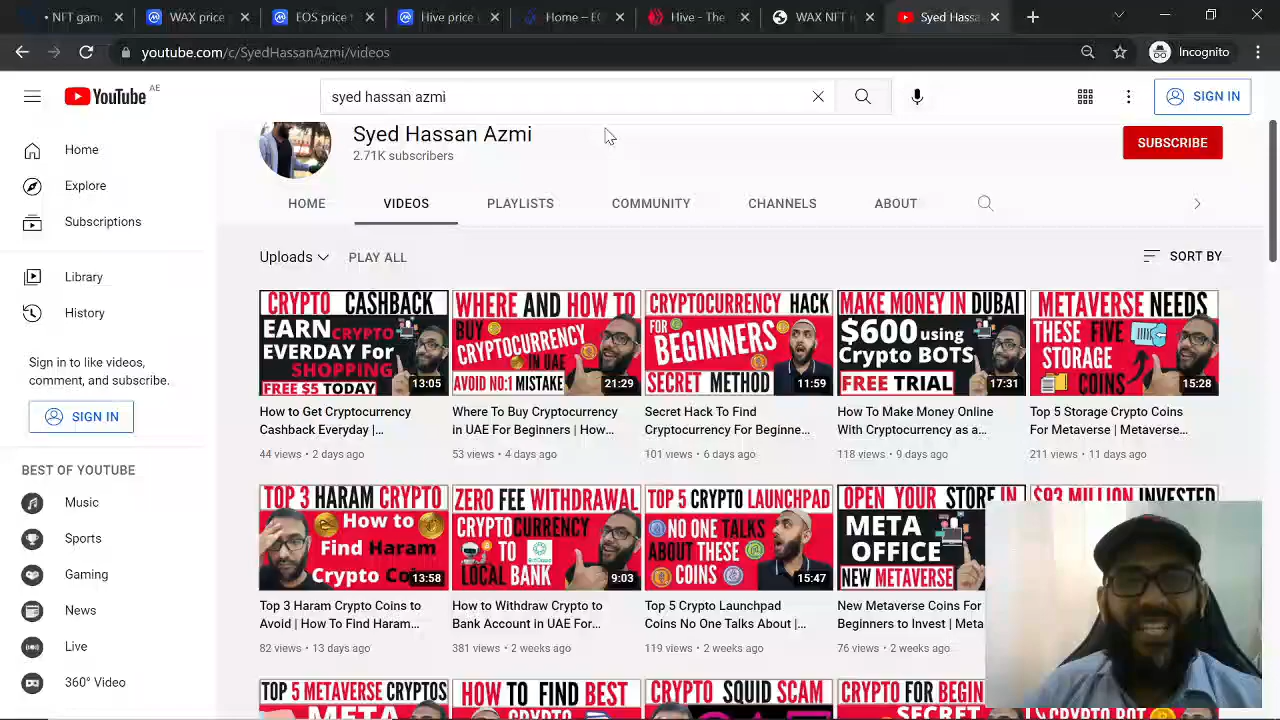 NFT gam
WAX price
EOS price
Hive price
Home – EO
Hive - The
WAX NFT
Syed Hassa
youtube.com/c/SyedHassanAzmi/videos
Incognito
YouTube AE
syed hassan azmi
SIGN IN
Syed Hassan Azmi
2.71K subscribers
SUBSCRIBE
HOME
VIDEOS
PLAYLISTS
COMMUNITY
CHANNELS
ABOUT
Home
Explore
Subscriptions
Library
History
Sign in to like videos,
comment, and subscribe.
SIGN IN
BEST OF YOUTUBE
Music
Sports
Gaming
News
Live
360° Video
Uploads
PLAY ALL
SORT BY
CRYPTO CASHBACK
EARN CRYPTO
EVERDAY For
SHOPPING
FREE $5 TODAY
13:05
How to Get Cryptocurrency
Cashback Everyday |...
44 views • 2 days ago
WHERE AND HOW TO
BUY
CRYPTOCURRENCY
IN UAE
AVOID NO:1 MISTAKE
21:29
Where To Buy Cryptocurrency
in UAE For Beginners | How...
53 views • 4 days ago
CRYPTOCURRENCY HACK
FOR
BEGINNERS
SECRET METHOD
11:59
Secret Hack To Find
Cryptocurrency For Beginne...
101 views • 6 days ago
MAKE MONEY IN DUBAI
$600 using
Crypto BOTS
FREE TRIAL
17:31
How To Make Money Online
With Cryptocurrency as a...
118 views • 9 days ago
METAVERSE NEEDS
THESE FIVE
STORAGE
COINS
15:28
Top 5 Storage Crypto Coins
For Metaverse | Metaverse...
211 views • 11 days ago
TOP 3 HARAM CRYPTO
How to
Find Haram
Crypto
13:58
Top 3 Haram Crypto Coins to
Avoid | How To Find Haram...
82 views • 13 days ago
ZERO FEE WITHDRAWAL
CRYPTOCURRENCY
TO
LOCAL BANK
9:03
How to Withdraw Crypto to
Bank Account in UAE For...
381 views • 2 weeks ago
TOP 5 CRYPTO LAUNCHPAD
NO ONE TALKS
ABOUT THESE
COINS
15:47
Top 5 Crypto Launchpad
Coins No One Talks About |...
119 views • 2 weeks ago
OPEN YOUR STORE IN
META
OFFICE
NEW METAVERSE
New Metaverse Coins For
Beginners to Invest | Meta
76 views • 2 weeks
$93 MILLION INVESTED
TOP 5 METAVERSE CRYPTOS
META
HOW TO FIND BEST
CRYPTO
CRYPTO SQUID SCAM
CRYPTO FOR BEGIN
SECRET
CRYPTO BOT